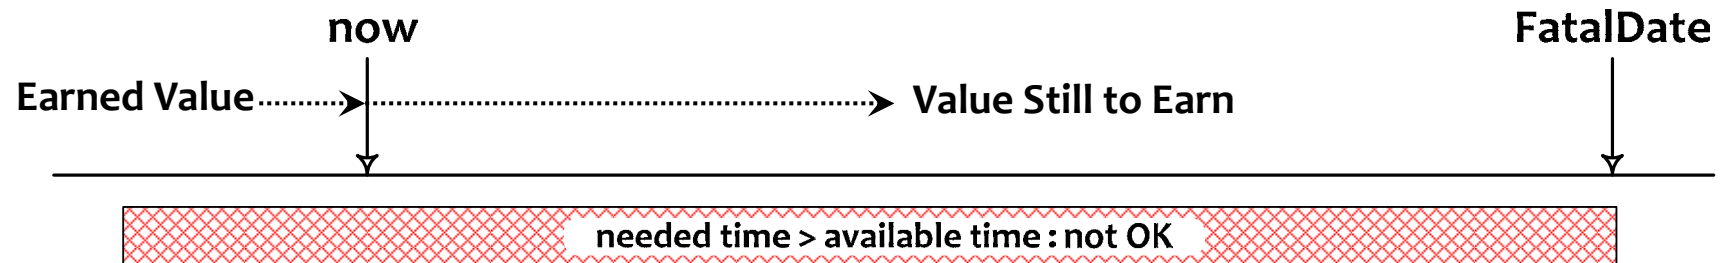 now
FatalDate
Earned Value
Value Still to Earn
needed time > available time : not OK